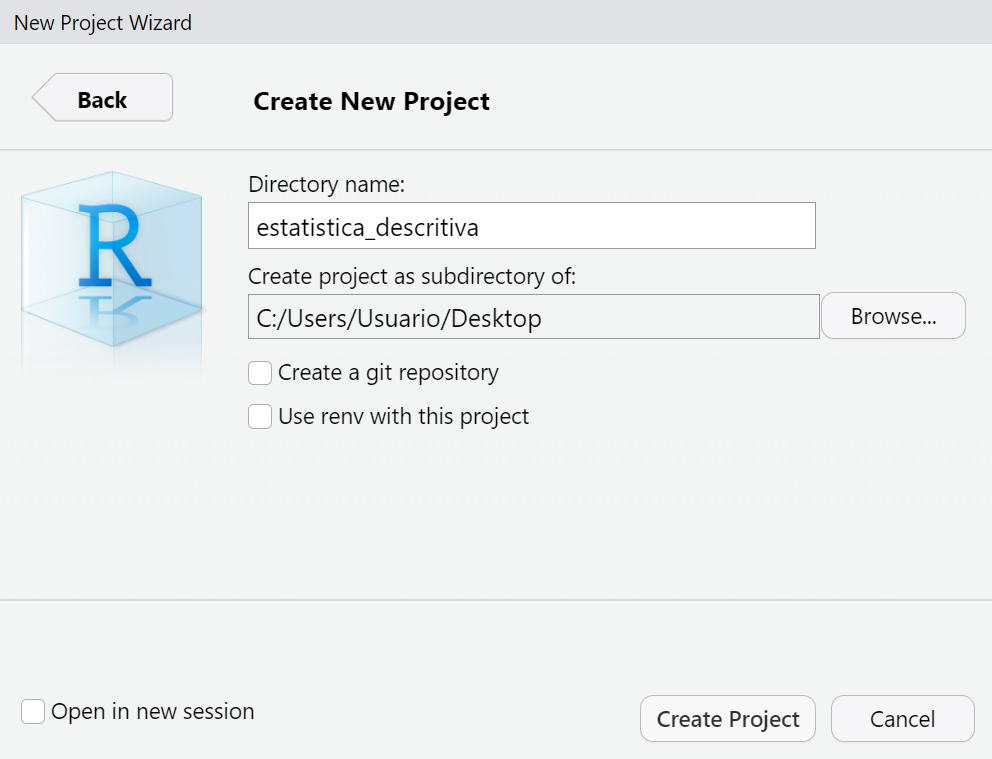 New Project Wizard
Back
Create New Project
R
Directory name:
estatistica_descritiva
Create project as subdirectory of:
C:/Users/Usuario/Desktop
Browse...
Create a git repository
Use renv with this project
Open in new session
Create Project
Cancel